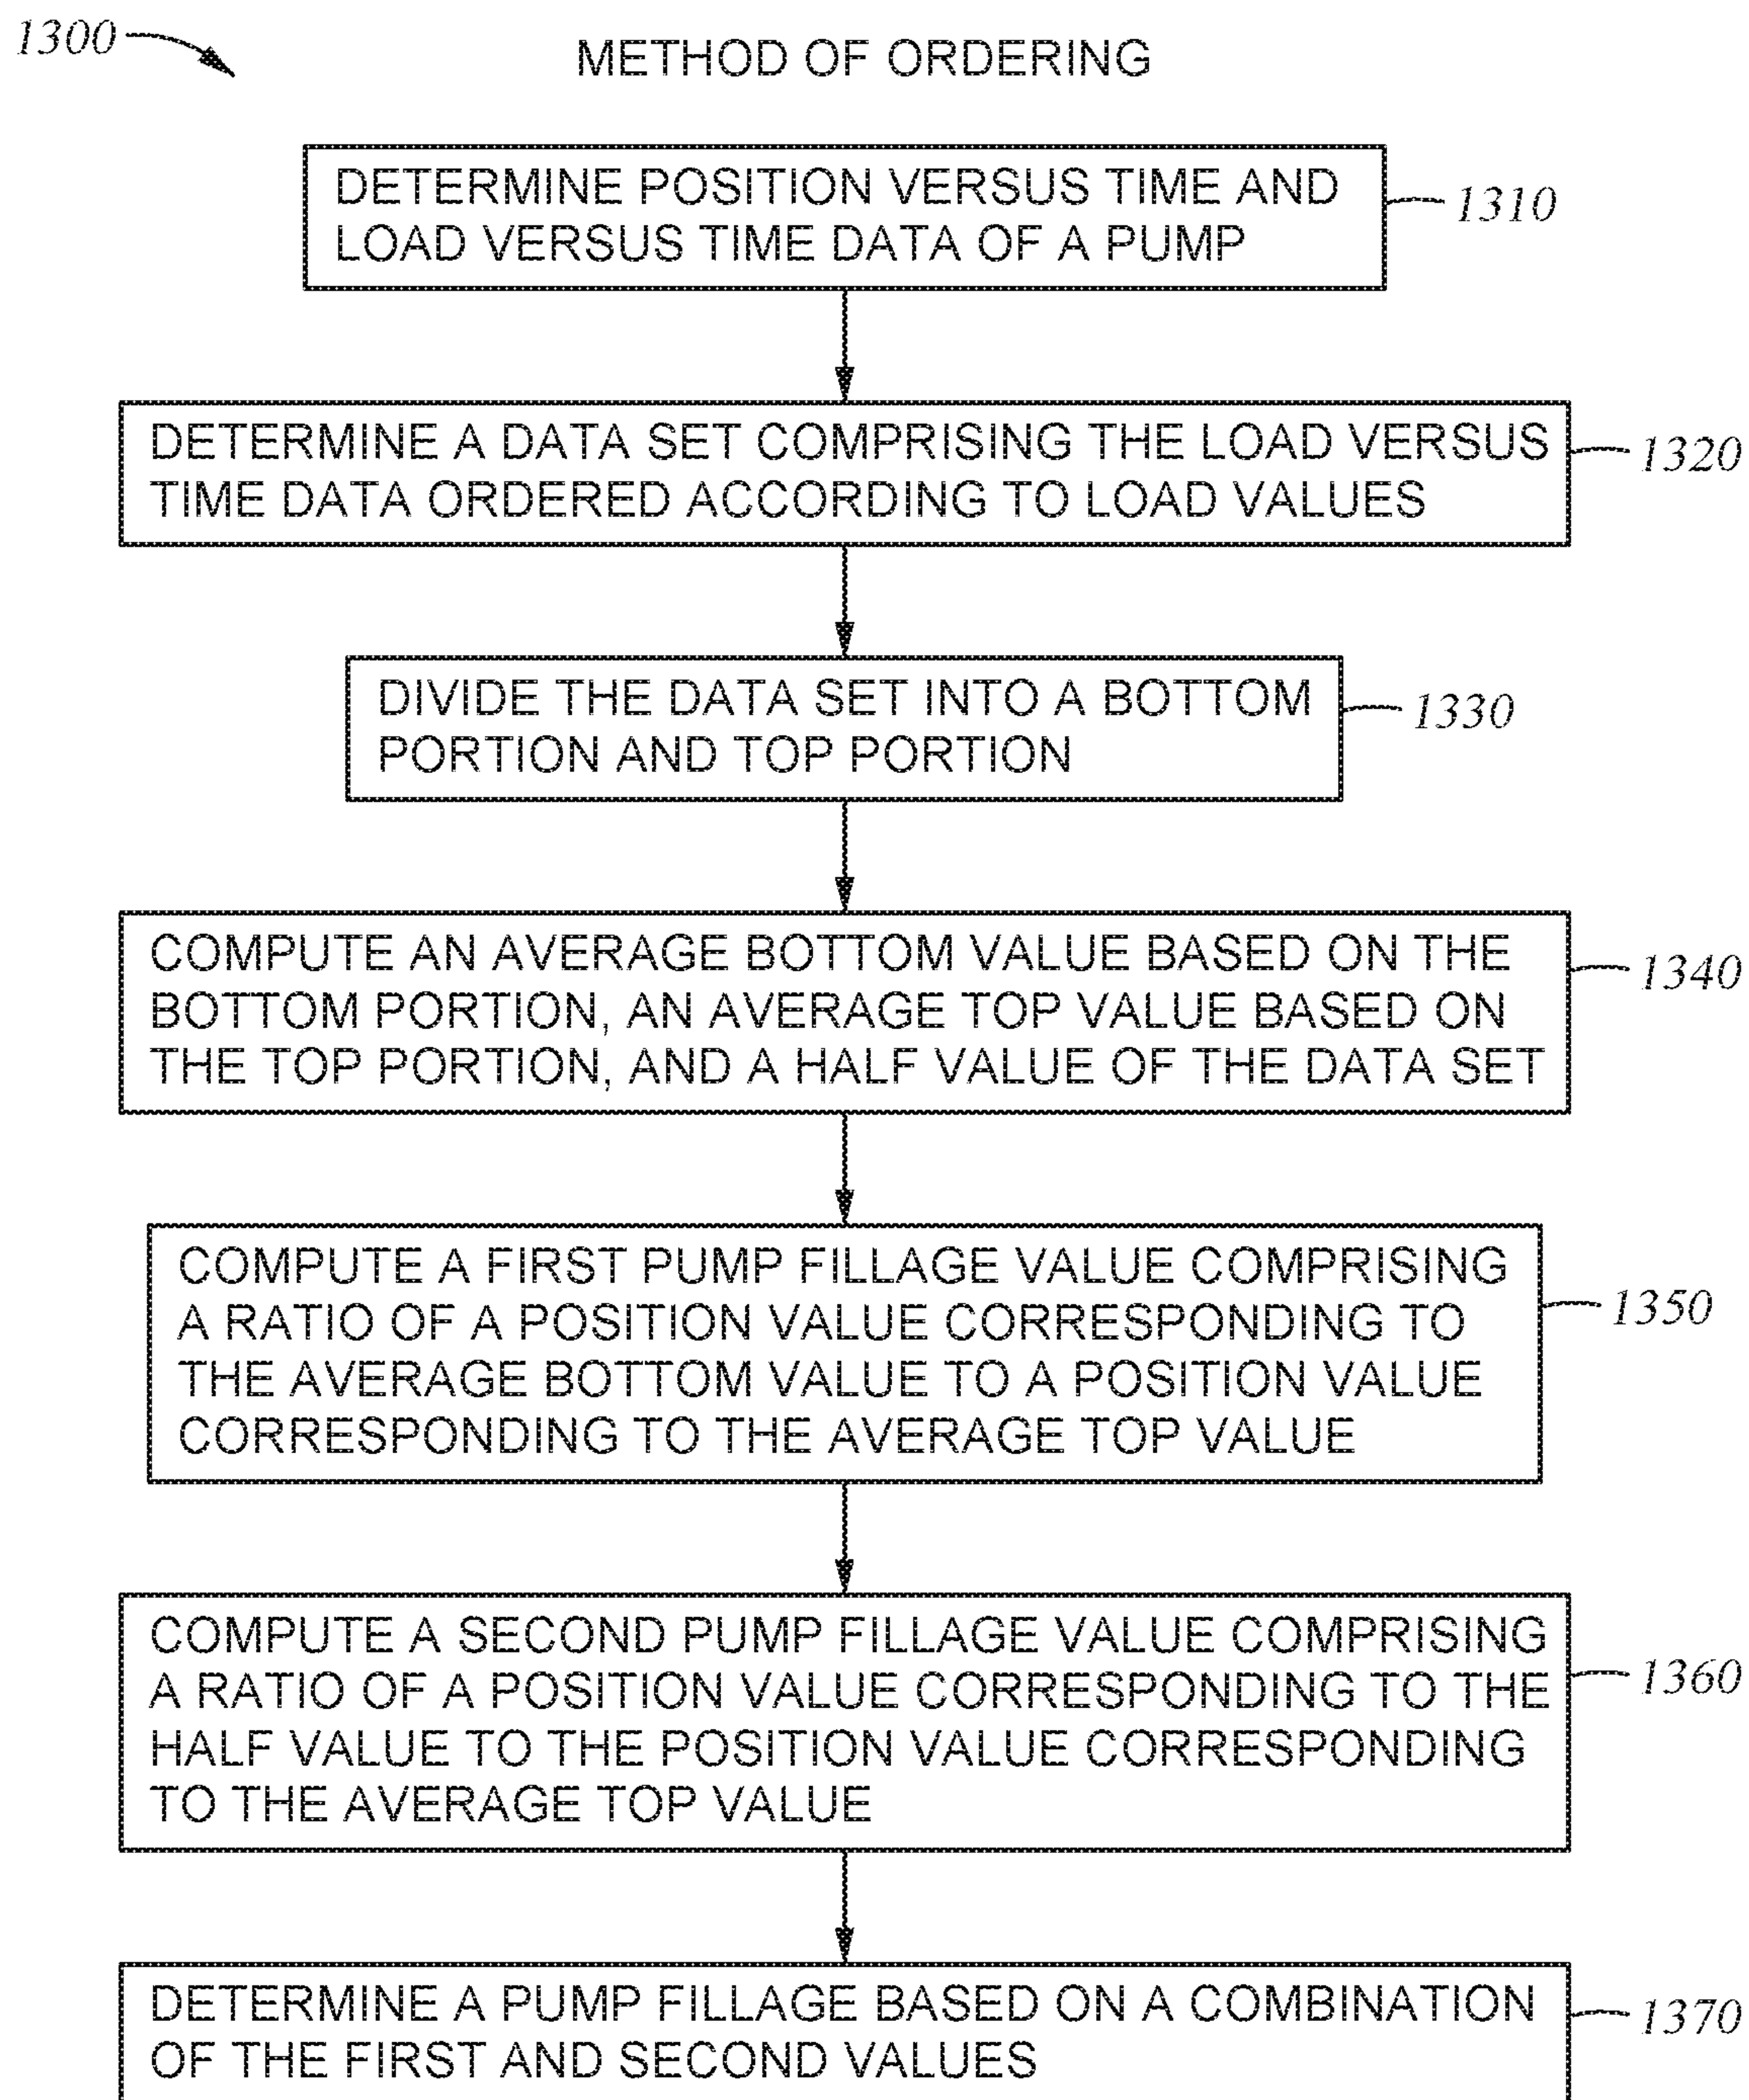 1300
METHOD OF ORDERING
DETERMINE POSITION VERSUS TIME AND
LOAD VERSUS TIME DATA OF A PUMP
1310
DETERMINE A DATA SET COMPRISING THE LOAD VERSUS
TIME DATA ORDERED ACCORDING TO LOAD VALUES
1320
DIVIDE THE DATA SET INTO A BOTTOM
PORTION AND TOP PORTION
1330
COMPUTE AN AVERAGE BOTTOM VALUE BASED ON THE
BOTTOM PORTION, AN AVERAGE TOP VALUE BASED ON
THE TOP PORTION, AND A HALF VALUE OF THE DATA SET
1340
COMPUTE A FIRST PUMP FILLAGE VALUE COMPRISING
A RATIO OF A POSITION VALUE CORRESPONDING TO
THE AVERAGE BOTTOM VALUE TO A POSITION VALUE
CORRESPONDING TO THE AVERAGE TOP VALUE
1350
COMPUTE A SECOND PUMP FILLAGE VALUE COMPRISING
A RATIO OF A POSITION VALUE CORRESPONDING TO THE
HALF VALUE TO THE POSITION VALUE CORRESPONDING
TO THE AVERAGE TOP VALUE
1360
DETERMINE A PUMP FILLAGE BASED ON A COMBINATION
OF THE FIRST AND SECOND VALUES
1370